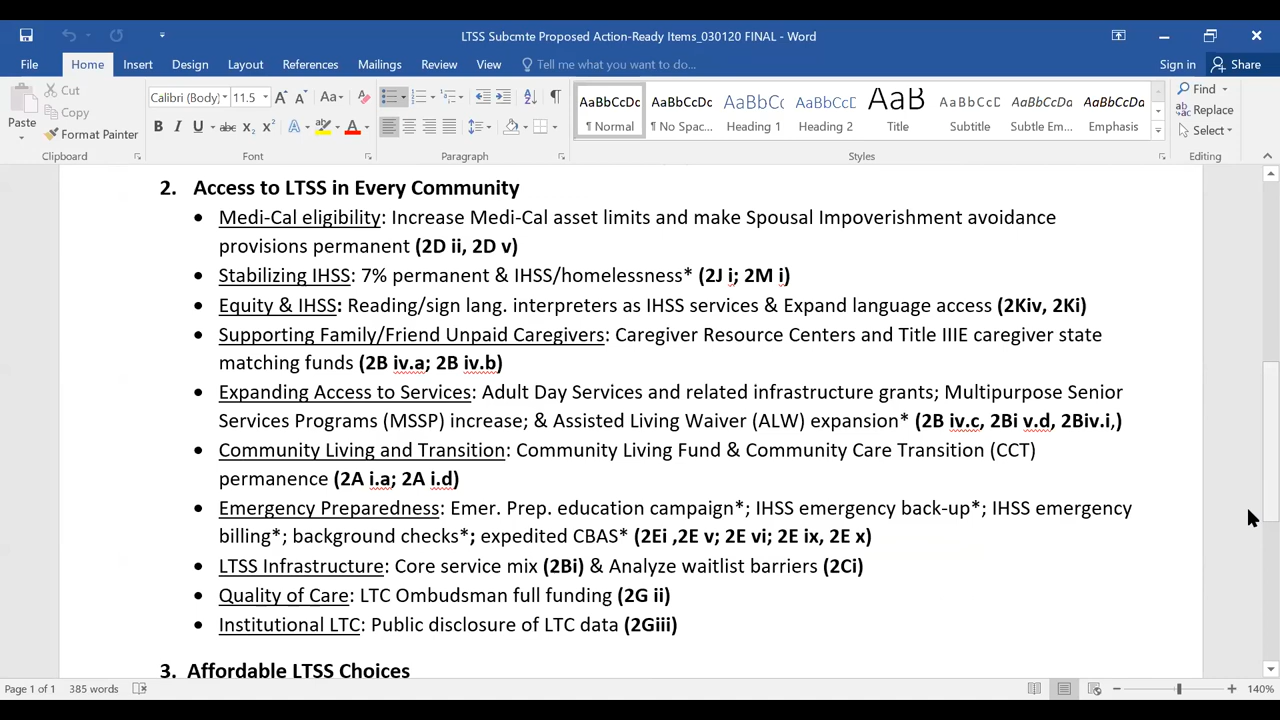 LTSS Subcmte Proposed Action-Ready Items_030120 FINAL - Word
File Home Insert Design Layout References Mailings Review View Tell me what you want to do... Sign in Share
Paste Cut Copy Format Painter
Clipboard
Calibri (Body) 11.5
Font
Paragraph
AaBbCcDc AaBbCcDc AaBbCc AaBbCcD AaB AaBbCcD AaBbCcDc AaBbCcDc
¶ Normal ¶ No Spac... Heading 1 Heading 2 Title Subtitle Subtle Em... Emphasis
Styles
Find Replace Select
Editing
2. Access to LTSS in Every Community
• Medi-Cal eligibility: Increase Medi-Cal asset limits and make Spousal Impoverishment avoidance
provisions permanent (2D ii, 2D v)
• Stabilizing IHSS: 7% permanent & IHSS/homelessness* (2J i; 2M i)
• Equity & IHSS: Reading/sign lang. interpreters as IHSS services & Expand language access (2Kiv, 2Ki)
• Supporting Family/Friend Unpaid Caregivers: Caregiver Resource Centers and Title IIIE caregiver state
matching funds (2B iv.a; 2B iv.b)
• Expanding Access to Services: Adult Day Services and related infrastructure grants; Multipurpose Senior
Services Programs (MSSP) increase; & Assisted Living Waiver (ALW) expansion* (2B iv.c, 2Bi v.d, 2Biv.i,)
• Community Living and Transition: Community Living Fund & Community Care Transition (CCT)
permanence (2A i.a; 2A i.d)
• Emergency Preparedness: Emer. Prep. education campaign*; IHSS emergency back-up*; IHSS emergency
billing*; background checks*; expedited CBAS* (2Ei ,2E v; 2E vi; 2E ix, 2E x)
• LTSS Infrastructure: Core service mix (2Bi) & Analyze waitlist barriers (2Ci)
• Quality of Care: LTC Ombudsman full funding (2G ii)
• Institutional LTC: Public disclosure of LTC data (2Giii)
3. Affordable LTSS Choices
Page 1 of 1 385 words 140%